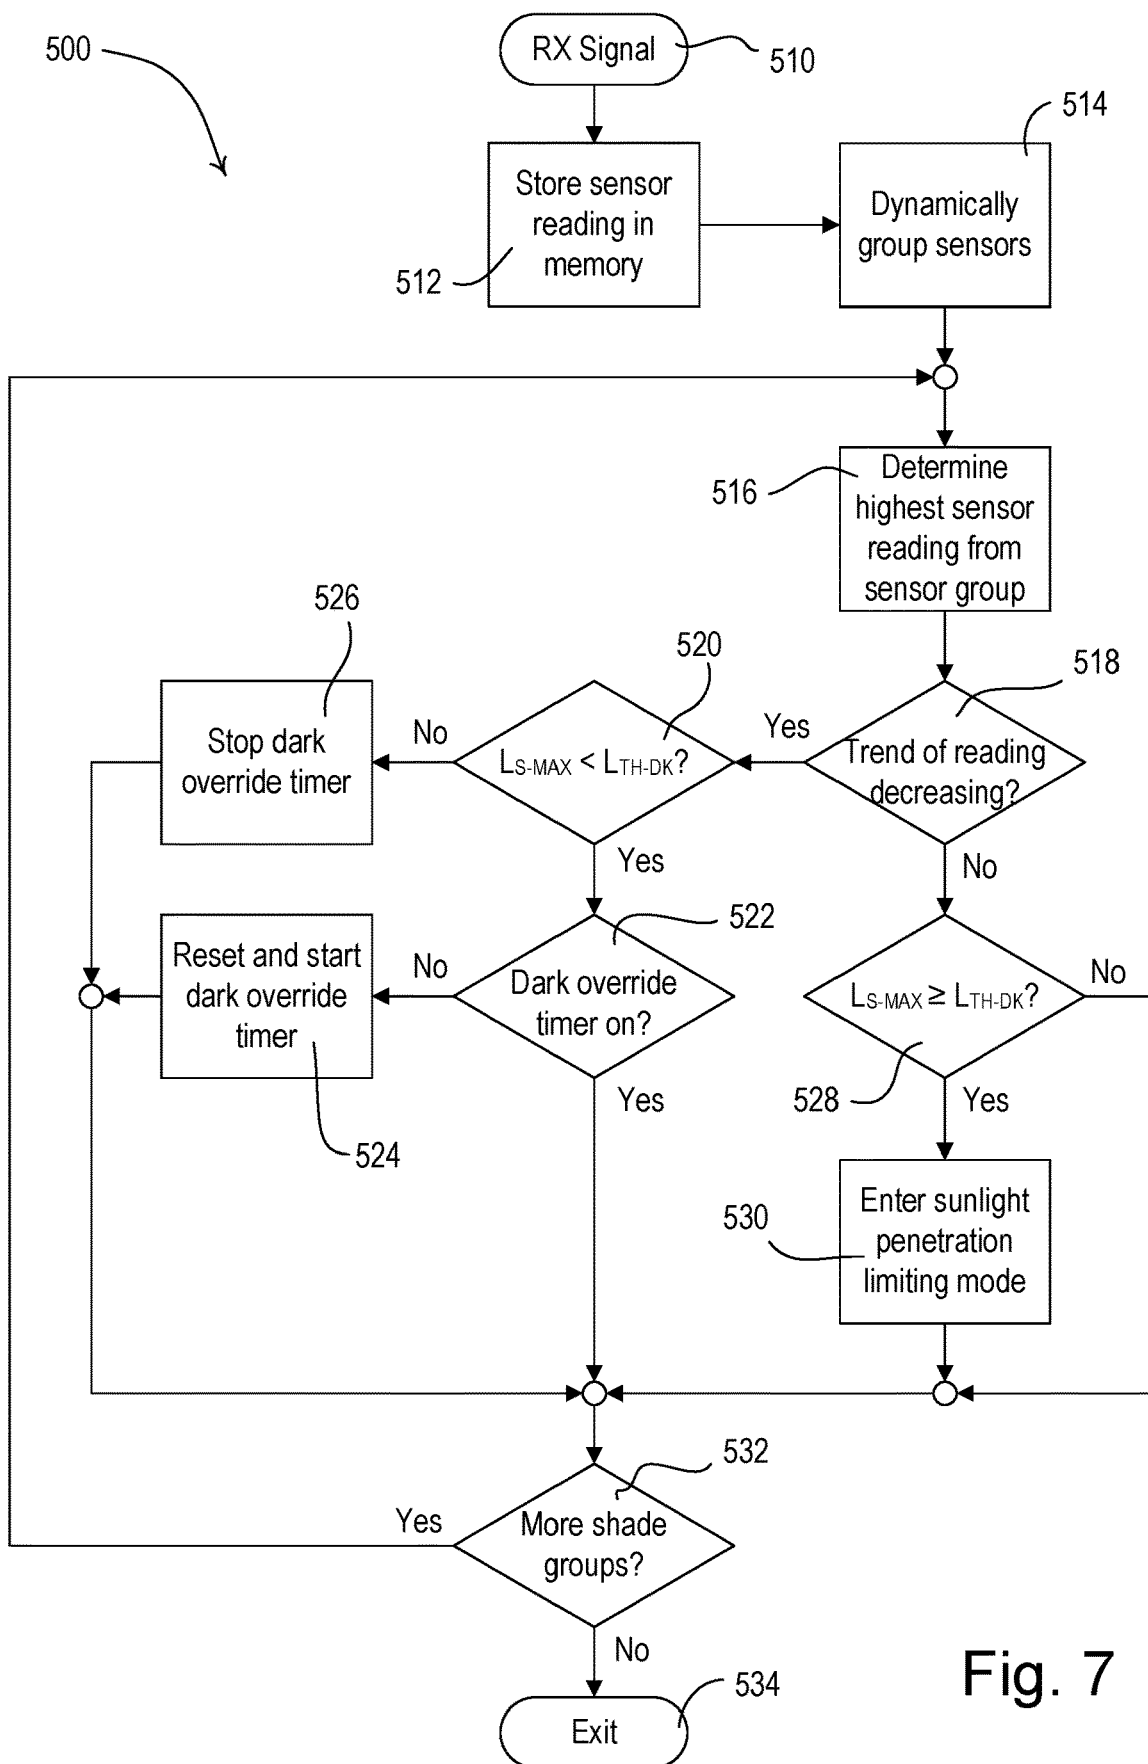 500
RX Signal
510
514
Store sensor
reading in
memory
512
Dynamically
group sensors
516
Determine
highest sensor
reading from
sensor group
526
520
518
Stop dark
override timer
No
LS-MAX < LTH-DK?
Yes
Trend of reading
decreasing?
Yes
No
522
Reset and start
dark override
timer
No
Dark override
timer on?
LS-MAX ≥ LTH-DK?
No
524
Yes
528
Yes
530
Enter sunlight
penetration
limiting mode
532
Yes
More shade
groups?
No
534
Exit
Fig. 7